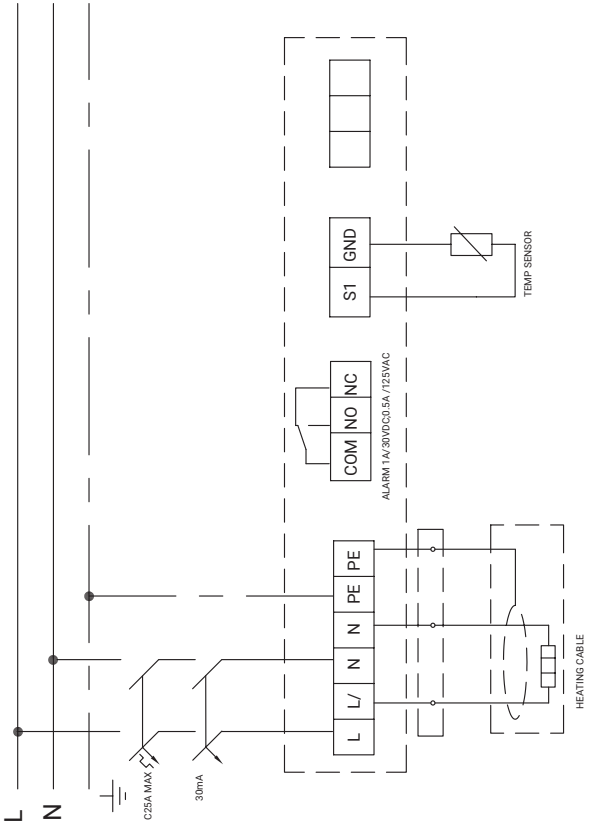 L
N
C25A MAX
30mA
L
L/
N
N
PE
PE
COM
NO
NC
ALARM 1A/30VDC;0.5A /125VAC
S1
GND
TEMP SENSOR
HEATING CABLE